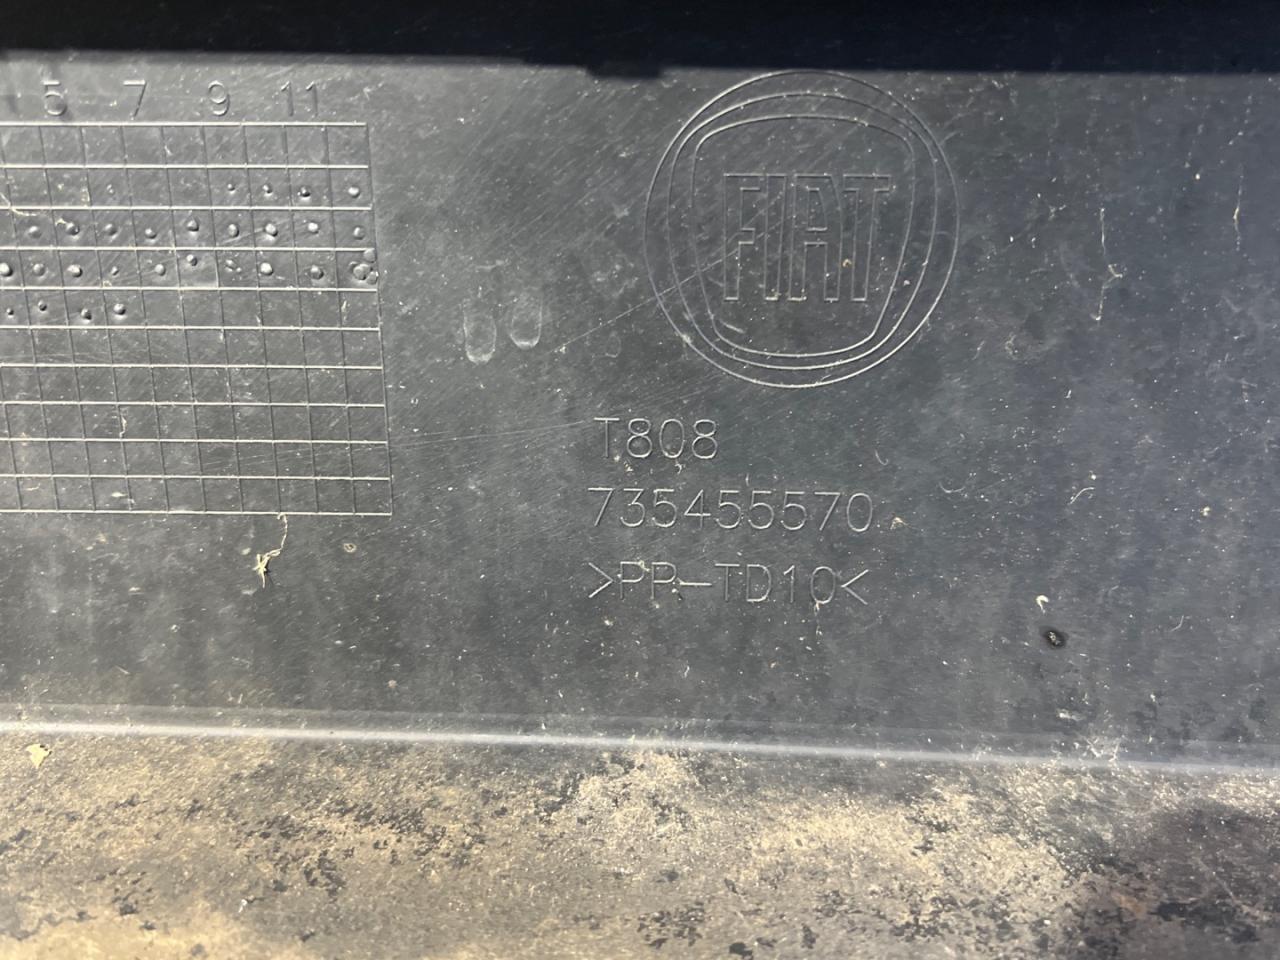 5 7 9 11
FIAT
T808
735455570
>PP-TD10<